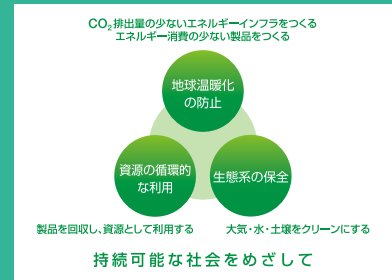 CO₂排出量の少ないエネルギーインフラをつくる
エネルギー消費の少ない製品をつくる
地球温暖化
の防止
資源の循環的
な利用
生態系の保全
製品を回収し、資源として利用する
大気・水・土壌をクリーンにする
持続可能な社会をめざして